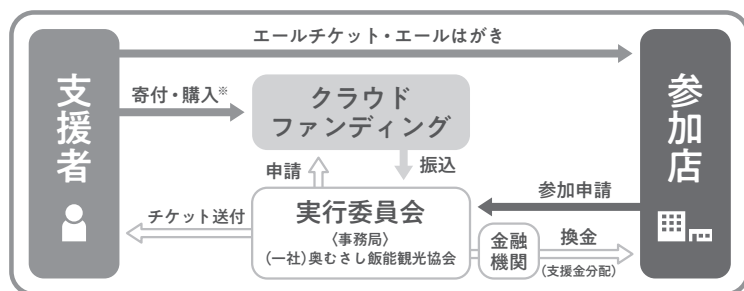 エールチケット・エールはがき
支援者
寄付・購入※
クラウド
ファンディング
参加店
申請
振込
チケット送付
実行委員会
〈事務局〉
(一社)奥むさし飯能観光協会
参加申請
金融
機関
換金
(支援金分配)